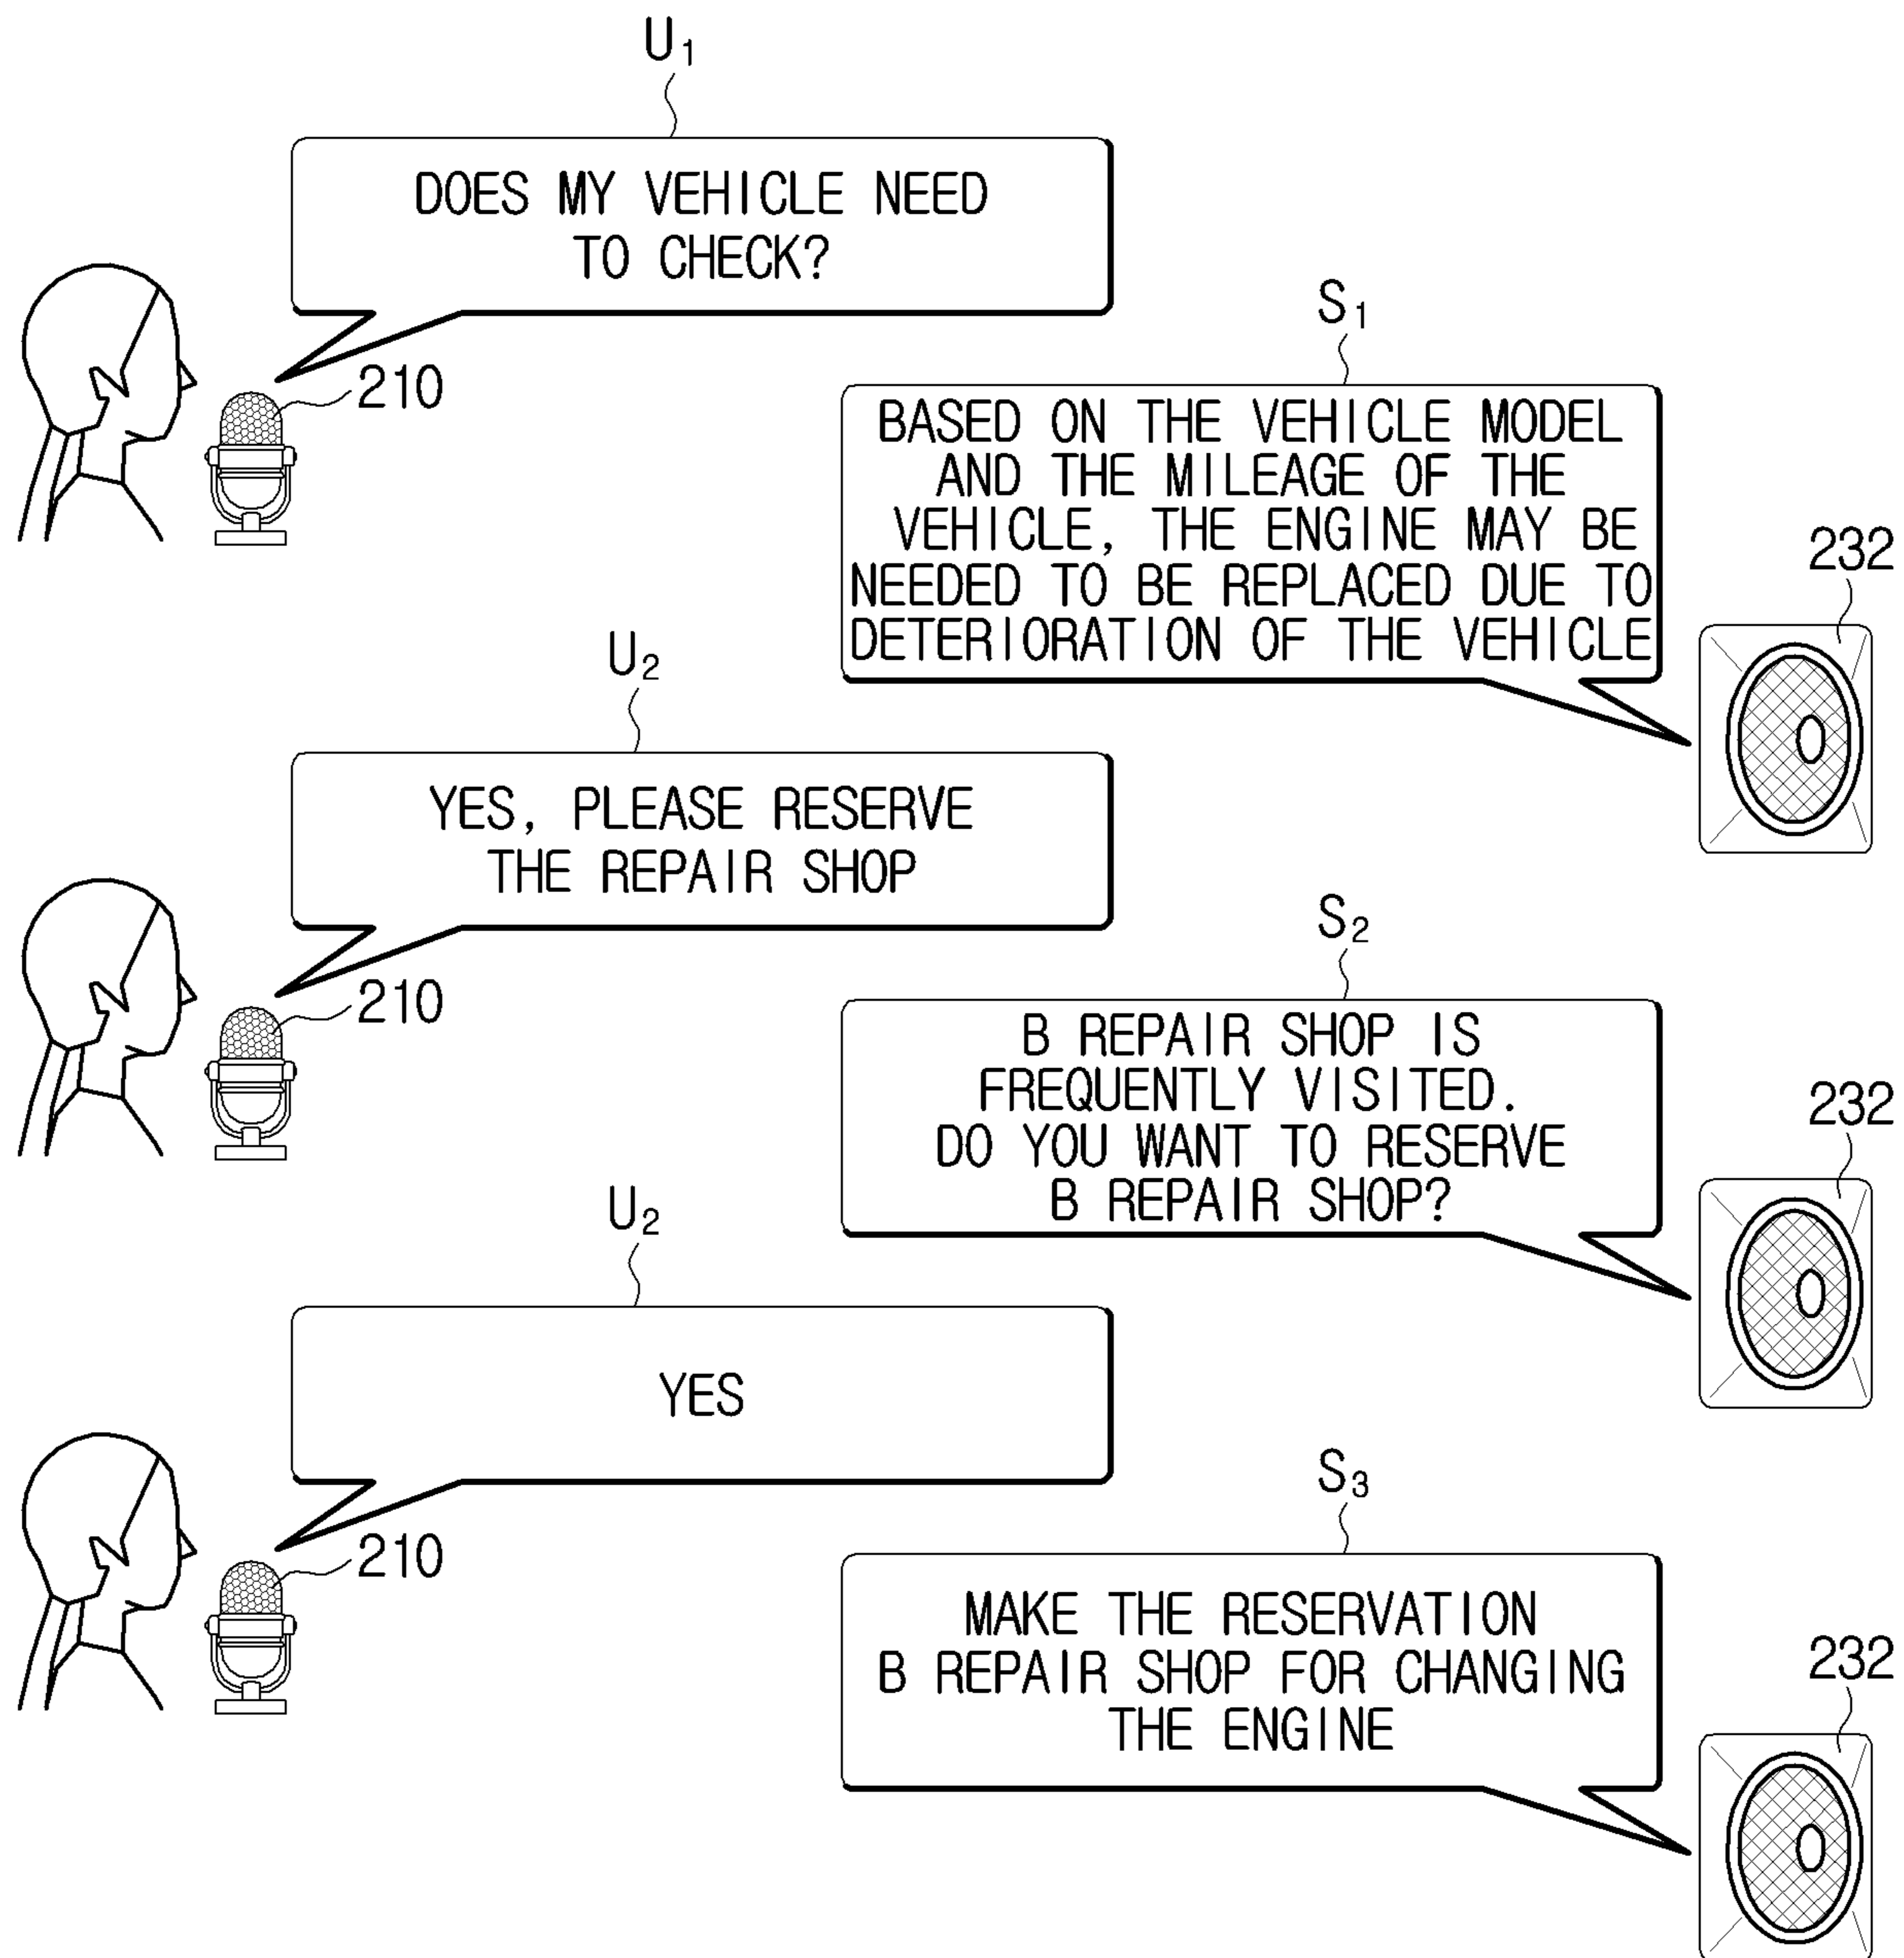 U1
DOES MY VEHICLE NEED
TO CHECK?
210
S1
BASED ON THE VEHICLE MODEL
AND THE MILEAGE OF THE
VEHICLE, THE ENGINE MAY BE
NEEDED TO BE REPLACED DUE TO
DETERIORATION OF THE VEHICLE
232
U2
YES, PLEASE RESERVE
THE REPAIR SHOP
210
S2
B REPAIR SHOP IS
FREQUENTLY VISITED.
DO YOU WANT TO RESERVE
B REPAIR SHOP?
232
U2
YES
210
S3
MAKE THE RESERVATION
B REPAIR SHOP FOR CHANGING
THE ENGINE
232